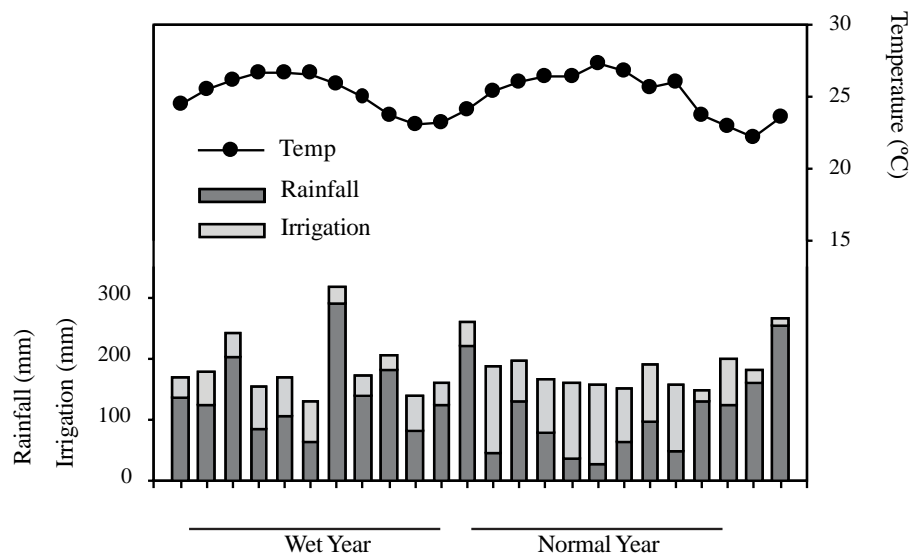 30
25
20
15
Temperature (°C)
Temp
Rainfall
Irrigation
300
200
100
0
Rainfall (mm)
Irrigation (mm)
Wet Year
Normal Year